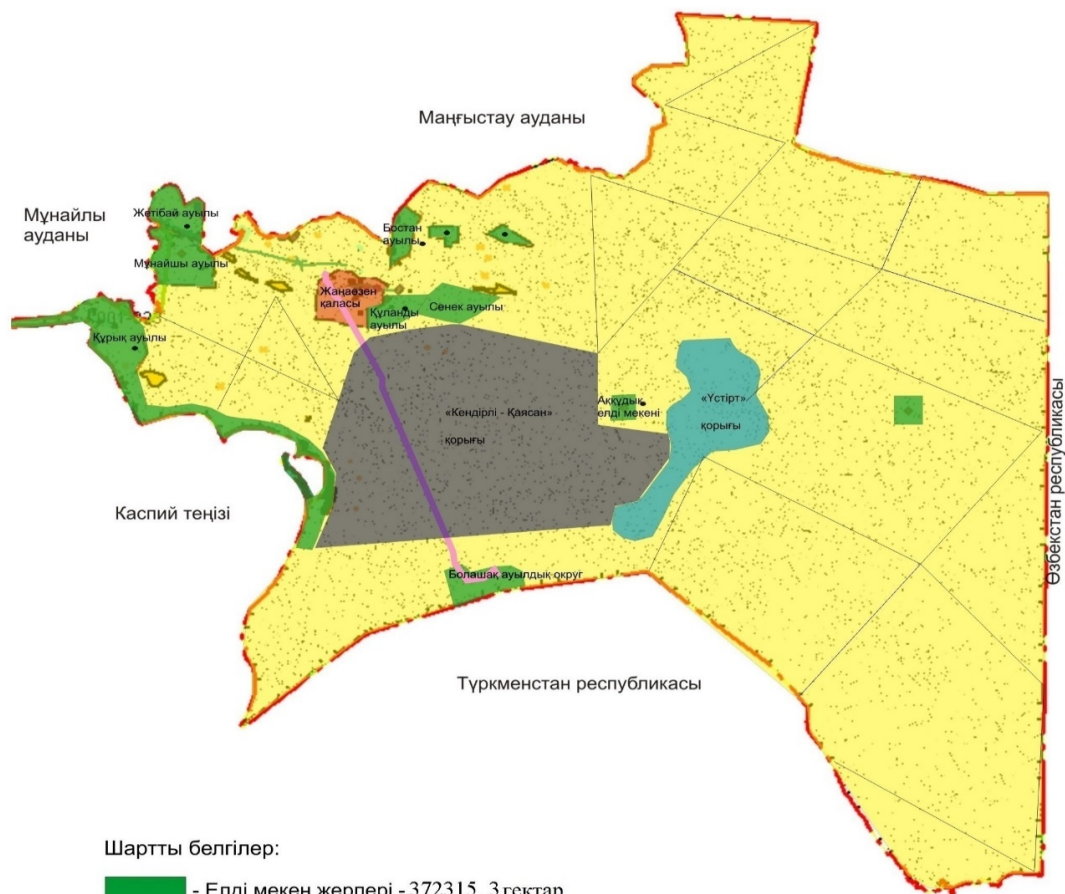 Маңғыстау ауданы
Мұнайлы
ауданы
Жетібай ауылы
Бостан
ауылы
Мұнайшы ауылы
Жаңаөзен
қаласы
Сенек ауылы
Құланды
ауылы
Құрық ауылы
«Кендірлі - Қаясан»
қорығы
Аққұдық
елді мекені
«Үстірт»
қорығы
Өзбекстан республикасы
Каспий теңізі
Болашақ ауылдық округ
Түркменстан республикасы
Шартты белгілер:
- Елді мекен жерлері - 372315, 3 гектар